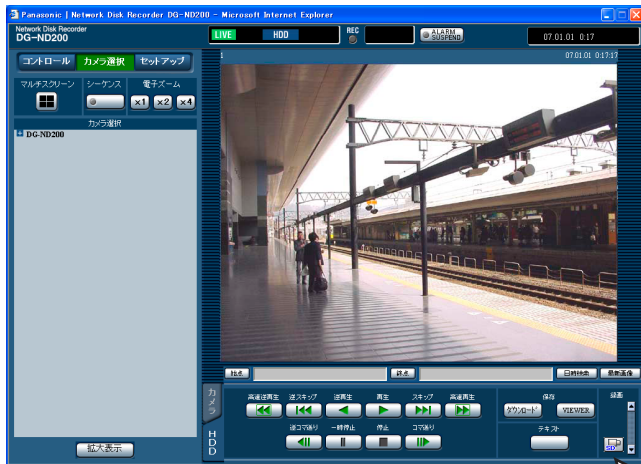 Panasonic | Network Disk Recorder DG-ND200 - Microsoft Internet Explorer
Network Disk Recorder
DG-ND200
LIVE HDD
REC
ALARM
SUSPEND
07.01.01 0:17
コントロール カメラ選択 セットアップ
マルチスクリーン シーケンス 電子ズーム
x1 x2 x4
カメラ選択
DG-ND200
07.01.01 0:17:17
始点 終点 日時検索 最新画像
カメラ
HDD
高速逆再生 逆スキップ 逆再生 再生 スキップ 高速再生
逆コマ送り 一時停止 停止 コマ送り
保存
ダウンロード VIEWER
テキスト
録画
SD
拡大表示